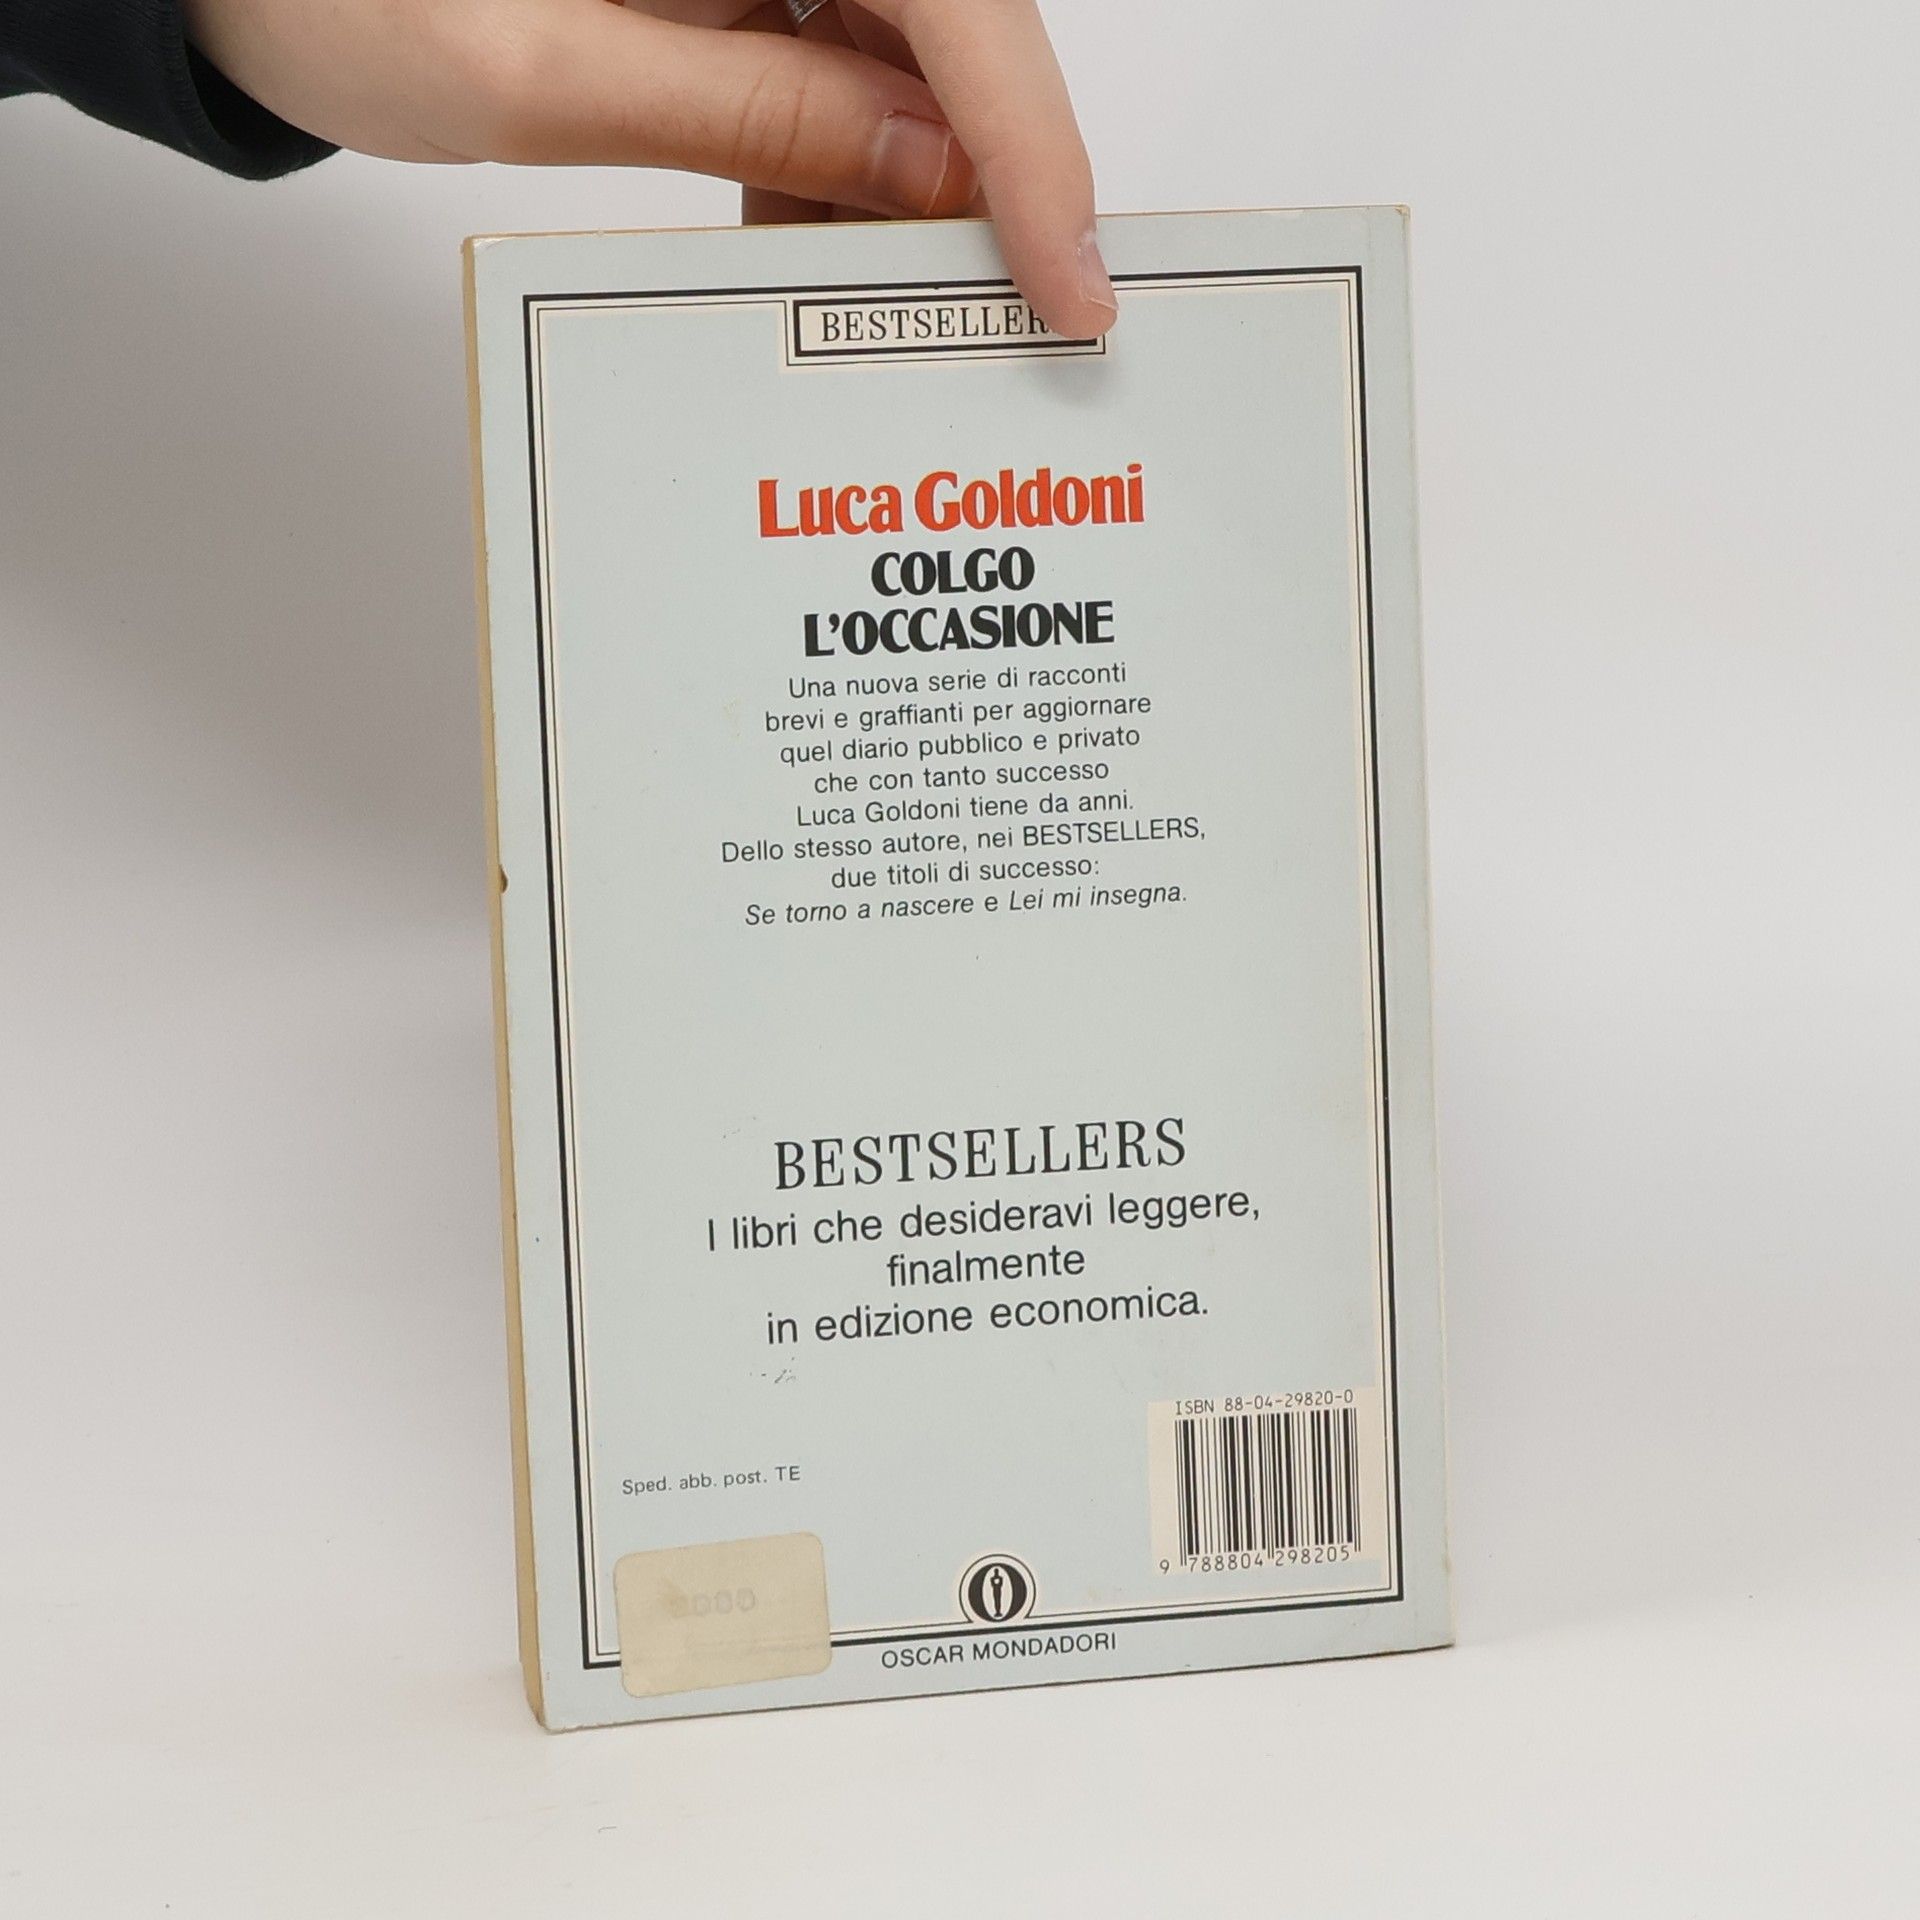 BESTSELLER
Luca Goldoni
COLGO
L'OCCASIONE
Una nuova serie di racconti
brevi e graffianti per aggiornare
quel diario pubblico e privato
che con tanto successo
Luca Goldoni tiene da anni.
Dello stesso autore, nei BESTSELLERS,
due titoli di successo:
Se torno a nascere e Lei mi insegna.
BESTSELLERS
I libri che desideravi leggere,
finalmente
in edizione economica.
ISBN 88-04-29820-0
9 788804 298205
Sped. abb. post. TE
OSCAR MONDADORI